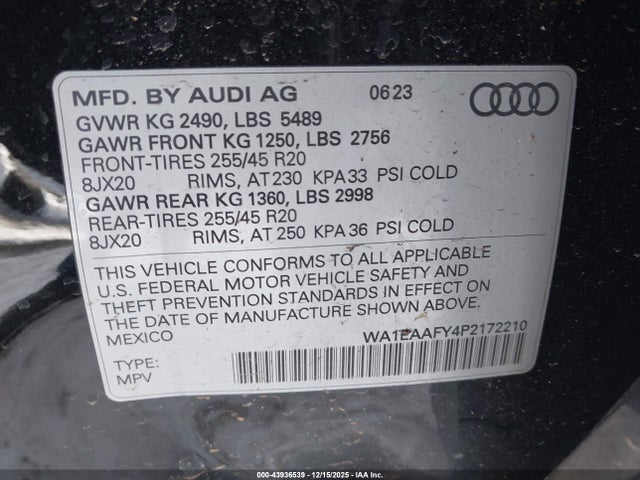 MFD. BY AUDI AG 06 23
GVWR KG 2490, LBS 5489
GAWR FRONT KG 1250, LBS 2756
FRONT-TIRES 255/45 R20
8JX20 RIMS, AT 230 KPA 33 PSI COLD
GAWR REAR KG 1360, LBS 2998
REAR-TIRES 255/45 R20
8JX20 RIMS, AT 250 KPA 36 PSI COLD
THIS VEHICLE CONFORMS TO ALL APPLICABLE
U.S. FEDERAL MOTOR VEHICLE SAFETY AND
THEFT PREVENTION STANDARDS IN EFFECT ON
THE DATE OF MANUFACTURE SHOWN ABOVE.
MEXICO
WA1EAAFY4P2172210
TYPE:
MPV
000-43936539 - 12/15/2025 - IAA Inc.